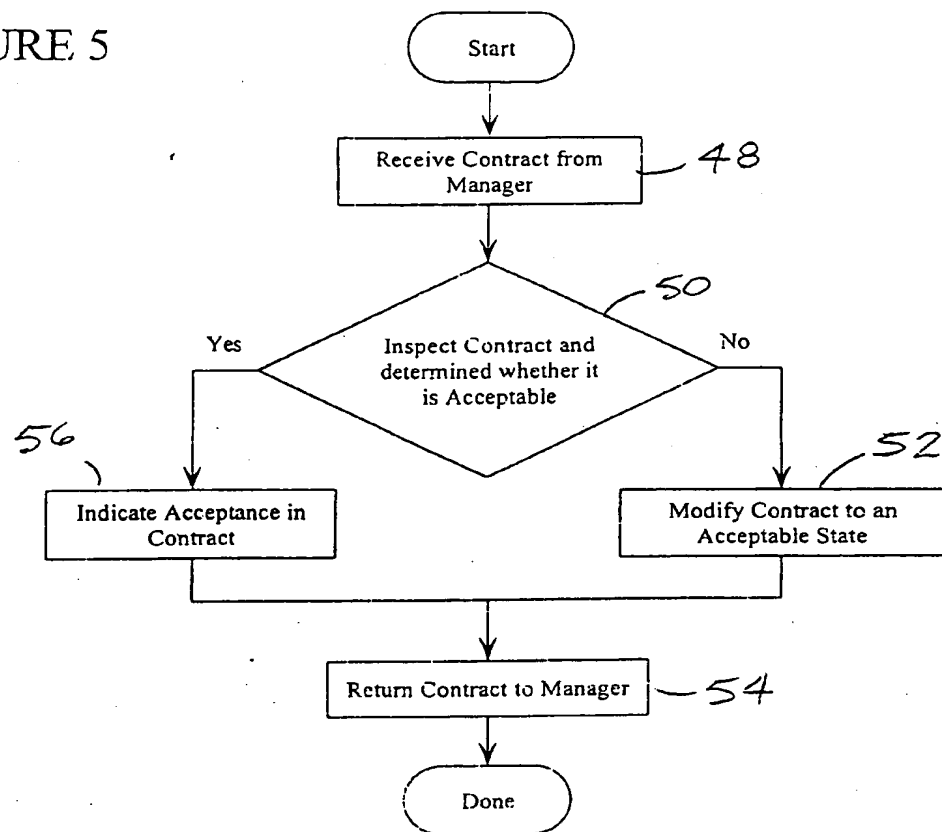 URE 5
Start
Receive Contract from
Manager
48
50
Yes
Inspect Contract and
determined whether it
is Acceptable
No
56
52
Indicate Acceptance in
Contract
Modify Contract to an
Acceptable State
Return Contract to Manager
54
Done